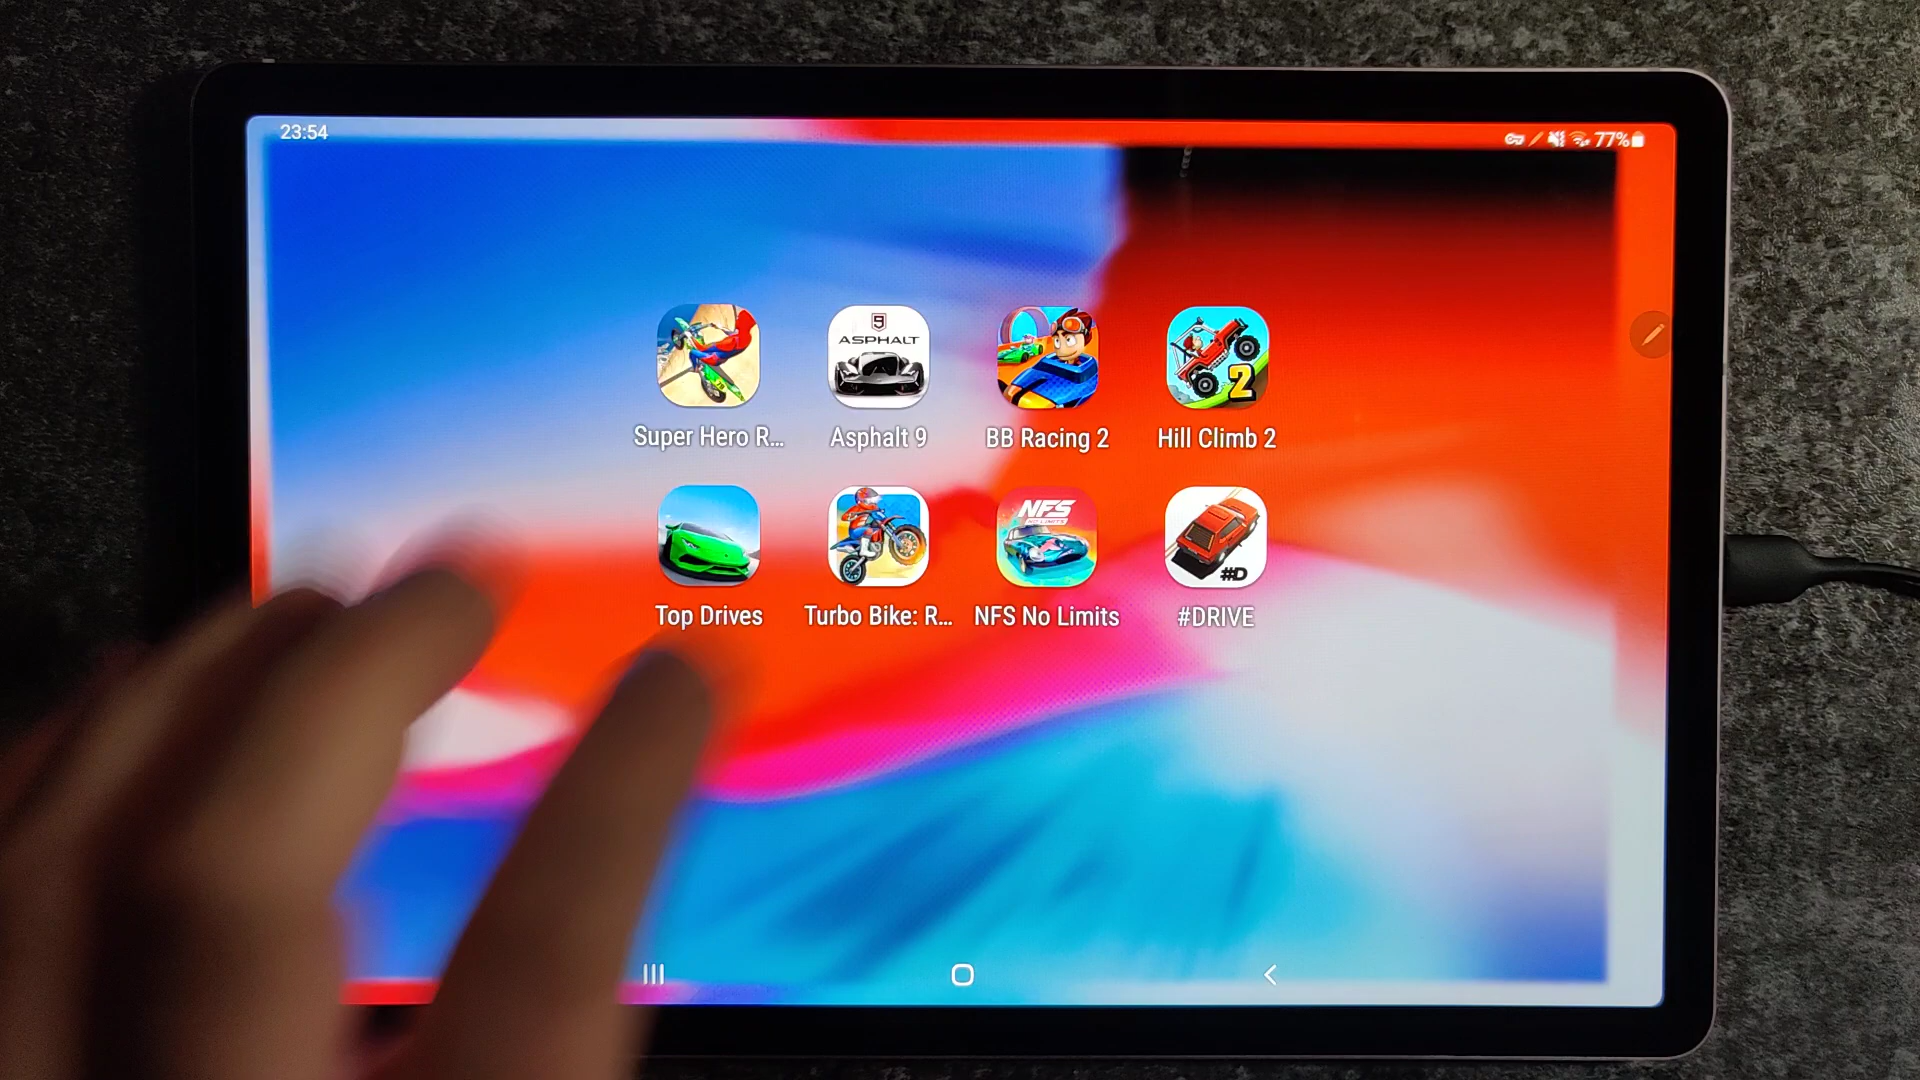 23:54
77%
9
ASPHALT
2
Super Hero R...
Asphalt 9
BB Racing 2
Hill Climb 2
NFS
NO LIMITS
#D
Top Drives
Turbo Bike: R...
NFS No Limits
#DRIVE